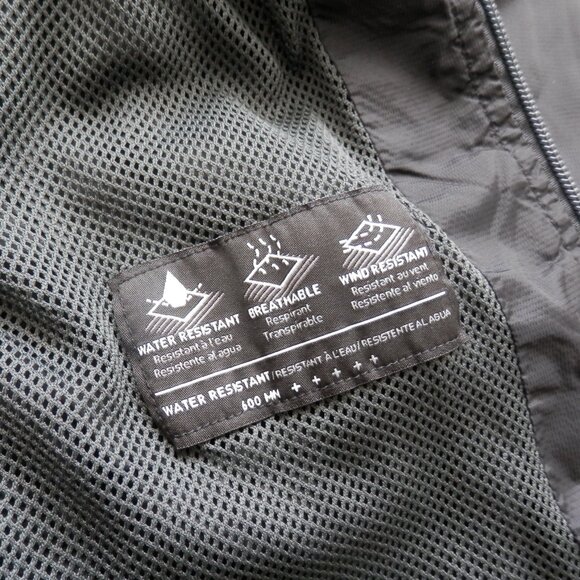 WATER RESISTANT
Resistant à l'eau
Resistente al agua
BREATHABLE
Respirant
Transpirable
WIND RESISTANT
Resistant au vent
Resistente al viento
WATER RESISTANT/RESISTANT À L'EAU/RESISTENTE AL AGUA
600 MN + + + + +